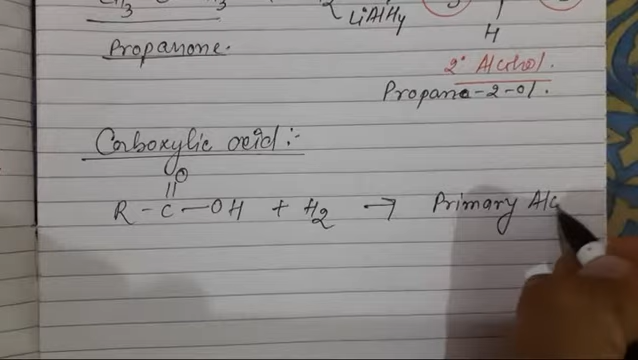 LiAlH4
H
Propanone.
2° Alcohol.
Propane-2-ol.
Carboxylic acid :-
O
R-C-OH + H2 → Primary Alc